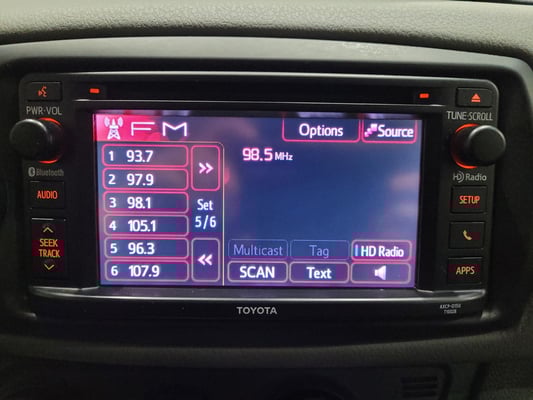 PWR·VOL
TUNE·SCROLL
FM
Options
Source
1 93.7
98.5 MHz
2 97.9
Bluetooth
HD Radio
AUDIO
3 98.1
Set
SETUP
4 105.1
5/6
SEEK
TRACK
5 96.3
Multicast
Tag
HD Radio
6 107.9
SCAN
Text
APPS
TOYOTA